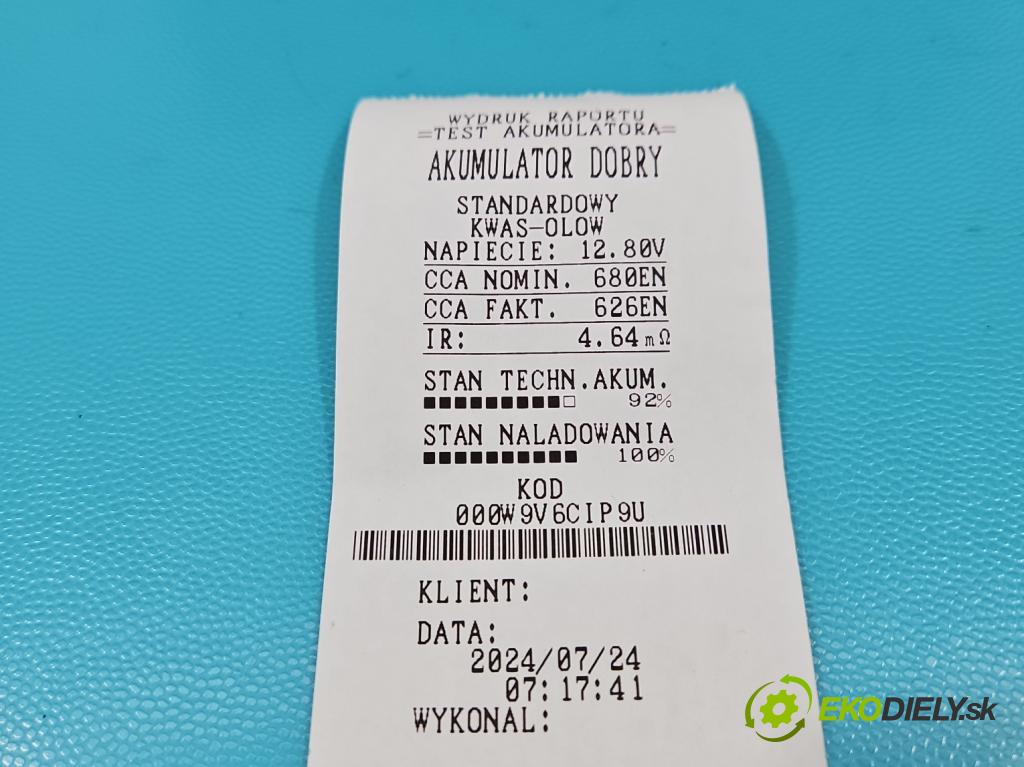 WYDRUK RAPORTU
=TEST AKUMULATORA=
AKUMULATOR DOBRY
STANDARDOWY
KWAS-OLOW
NAPIECIE: 12.80V
CCA NOMIN. 680EN
CCA FAKT. 626EN
IR: 4.64mΩ
STAN TECHN.AKUM.
92%
STAN NALADOWANIA
100%
KOD
000W9V6CIP9U
KLIENT:
DATA:
2024/07/24
07:17:41
WYKONAL:
EKODIELY.sk